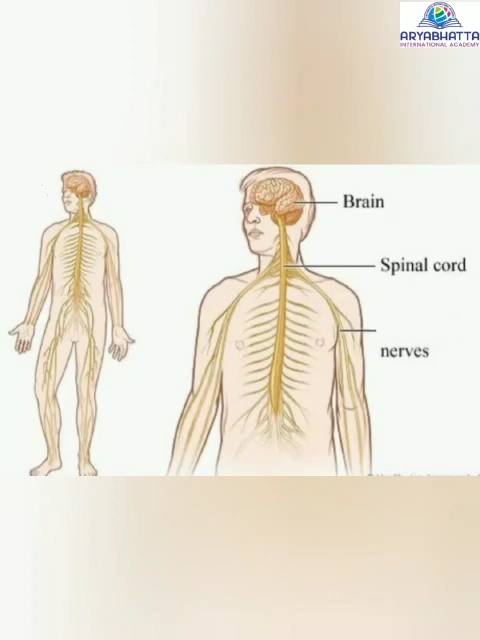 ARYABHATTA
INTERNATIONAL ACADEMY
Brain
Spinal cord
nerves